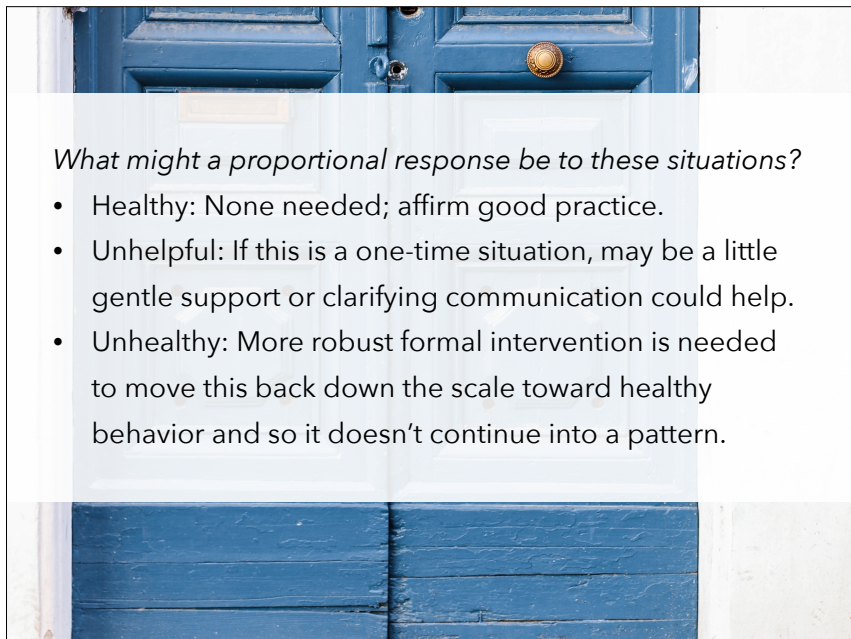 What might a proportional response be to these situations?
• Healthy: None needed; affirm good practice.
• Unhelpful: If this is a one-time situation, may be a little
gentle support or clarifying communication could help.
• Unhealthy: More robust formal intervention is needed
to move this back down the scale toward healthy
behavior and so it doesn’t continue into a pattern.